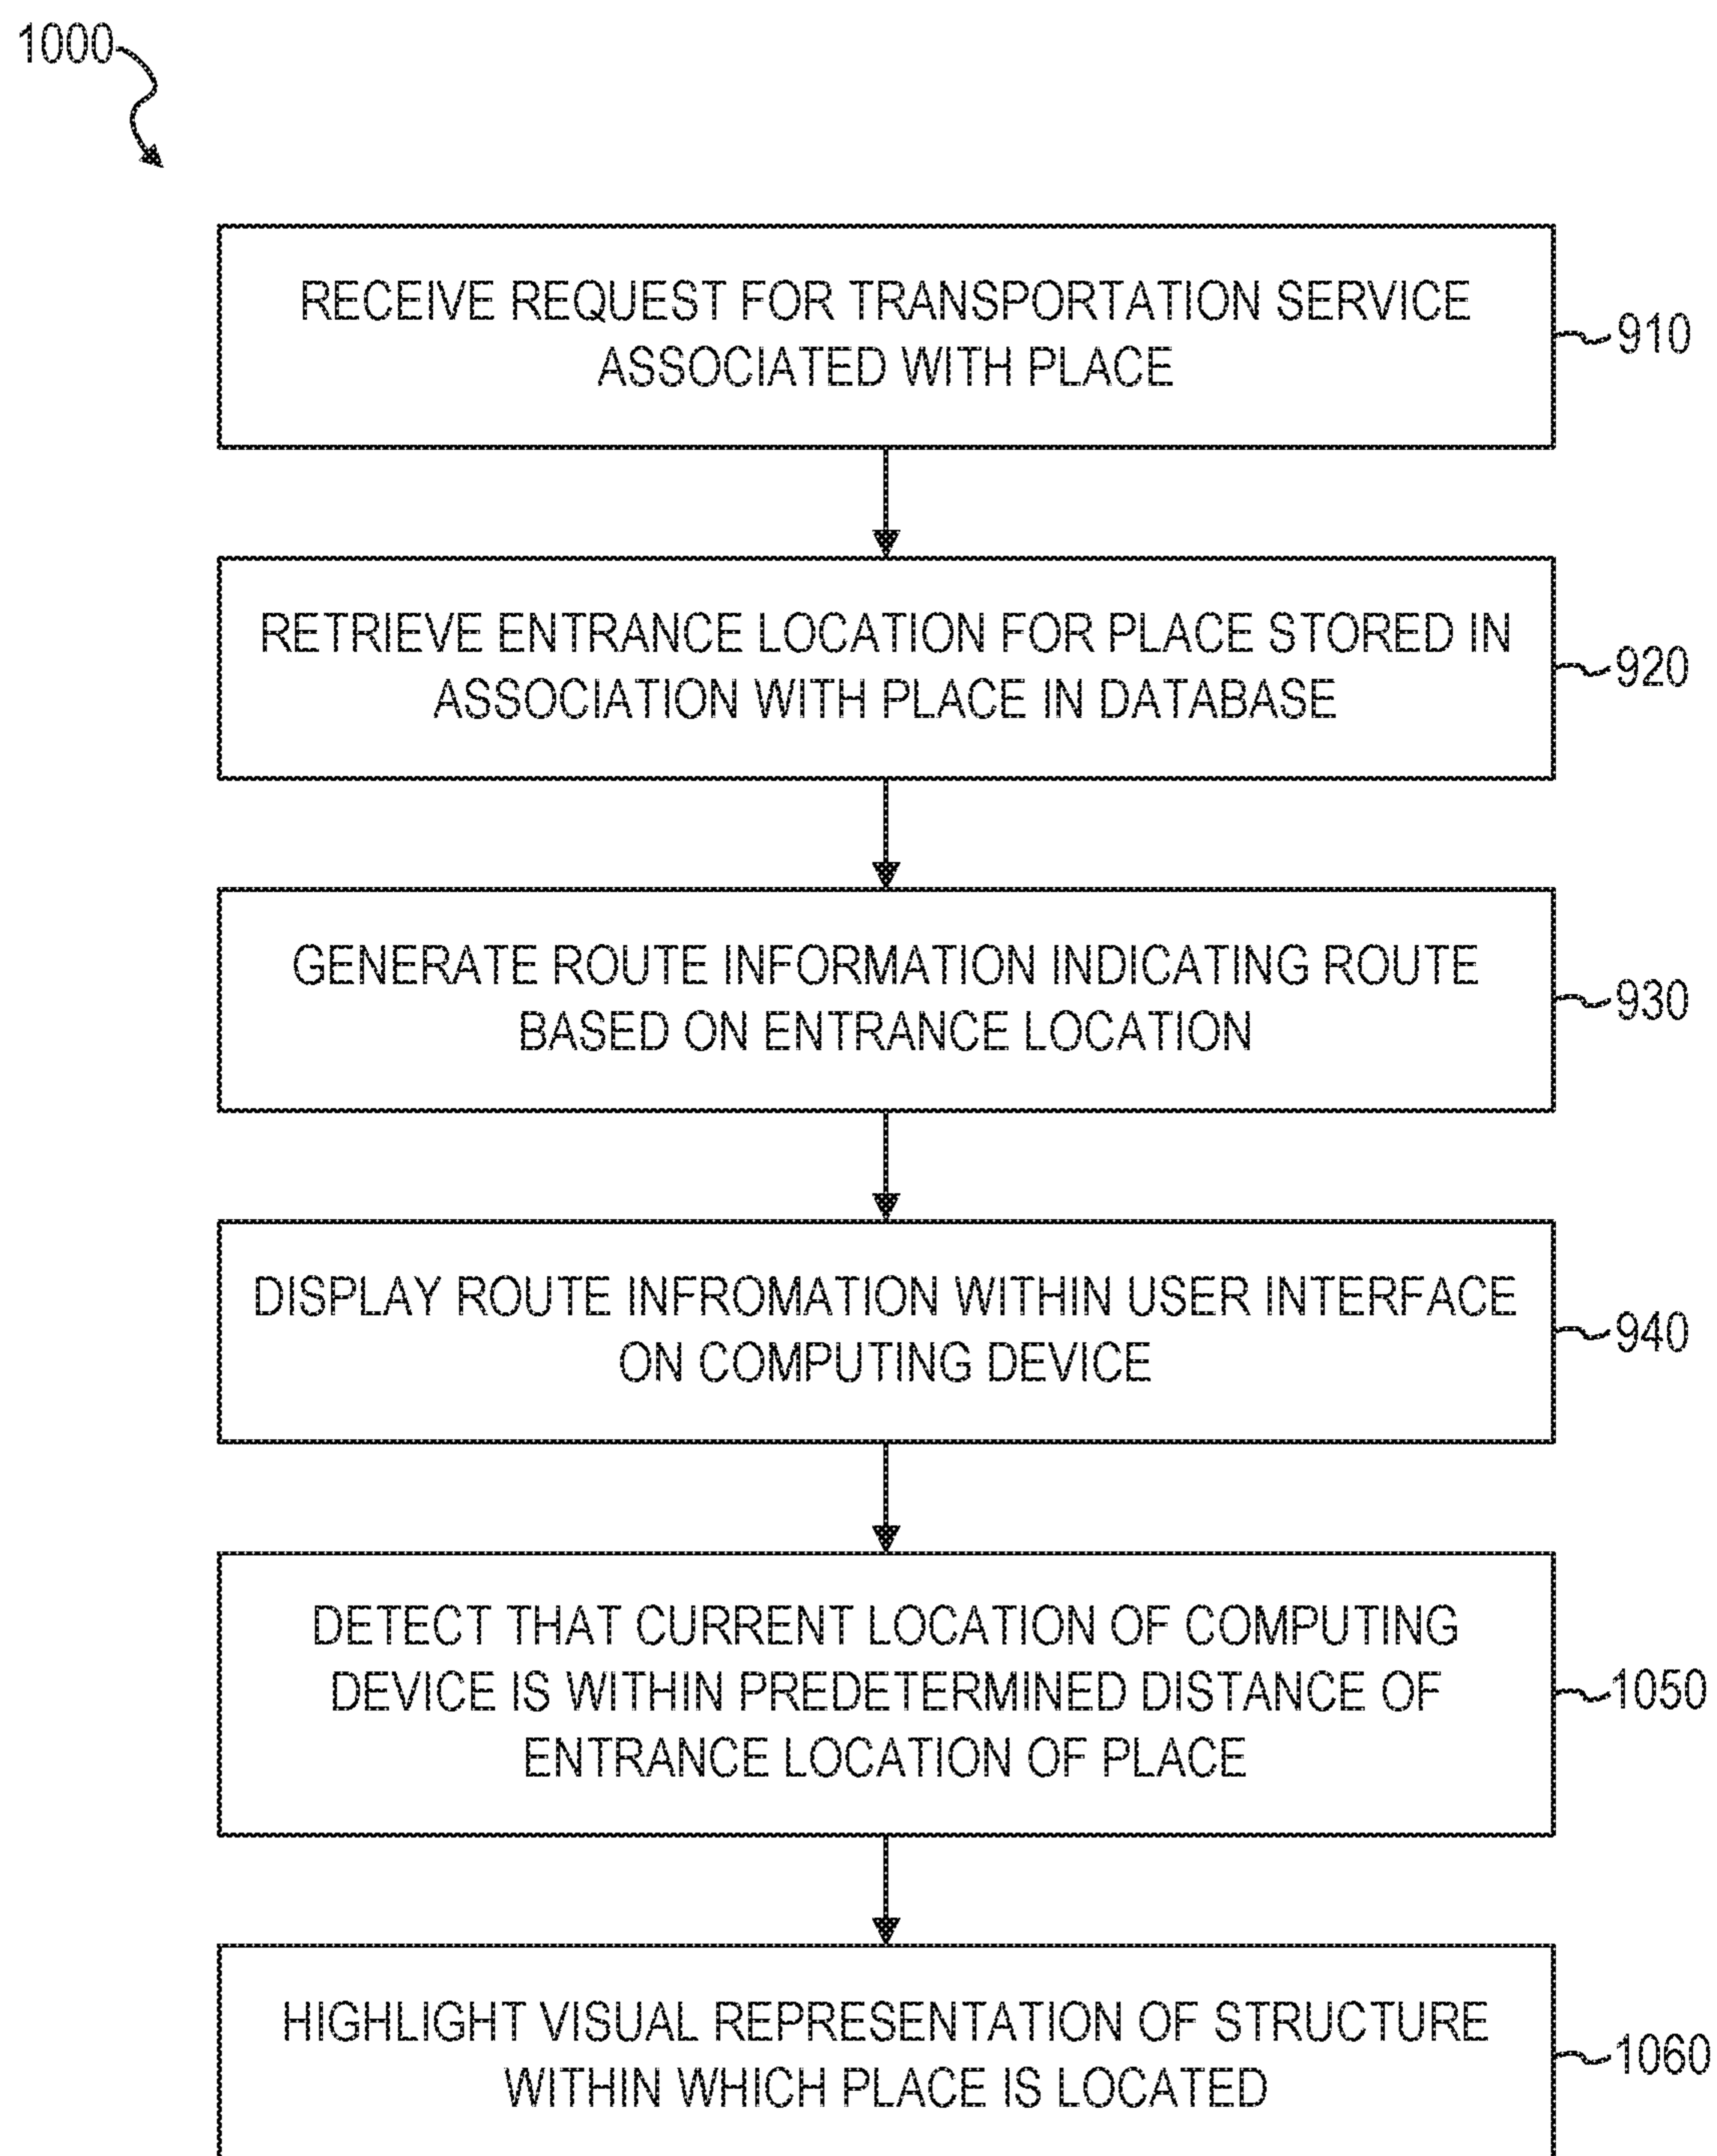 1000
RECEIVE REQUEST FOR TRANSPORTATION SERVICE
ASSOCIATED WITH PLACE
910
RETRIEVE ENTRANCE LOCATION FOR PLACE STORED IN
ASSOCIATION WITH PLACE IN DATABASE
920
GENERATE ROUTE INFORMATION INDICATING ROUTE
BASED ON ENTRANCE LOCATION
930
DISPLAY ROUTE INFROMATION WITHIN USER INTERFACE
ON COMPUTING DEVICE
940
DETECT THAT CURRENT LOCATION OF COMPUTING
DEVICE IS WITHIN PREDETERMINED DISTANCE OF
ENTRANCE LOCATION OF PLACE
1050
HIGHLIGHT VISUAL REPRESENTATION OF STRUCTURE
WITHIN WHICH PLACE IS LOCATED
1060